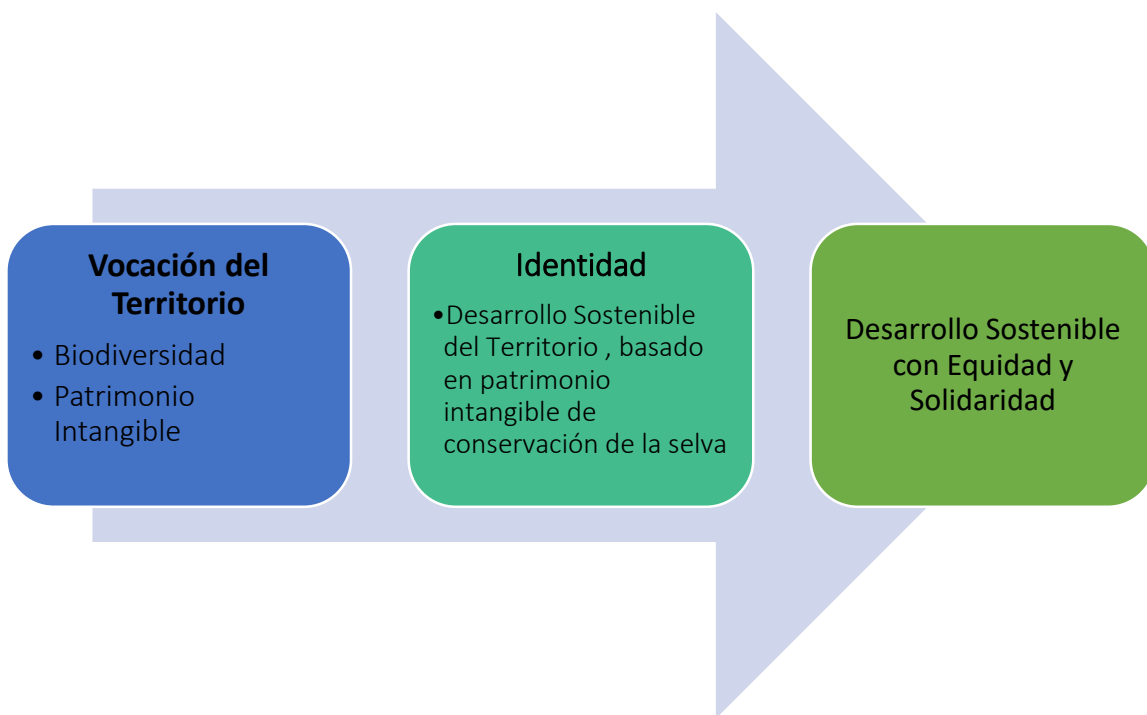 Vocación del
Territorio
• Biodiversidad
• Patrimonio
Intangible
Identidad
•Desarrollo Sostenible
del Territorio , basado
en patrimonio
intangible de
conservación de la selva
Desarrollo Sostenible
con Equidad y
Solidaridad